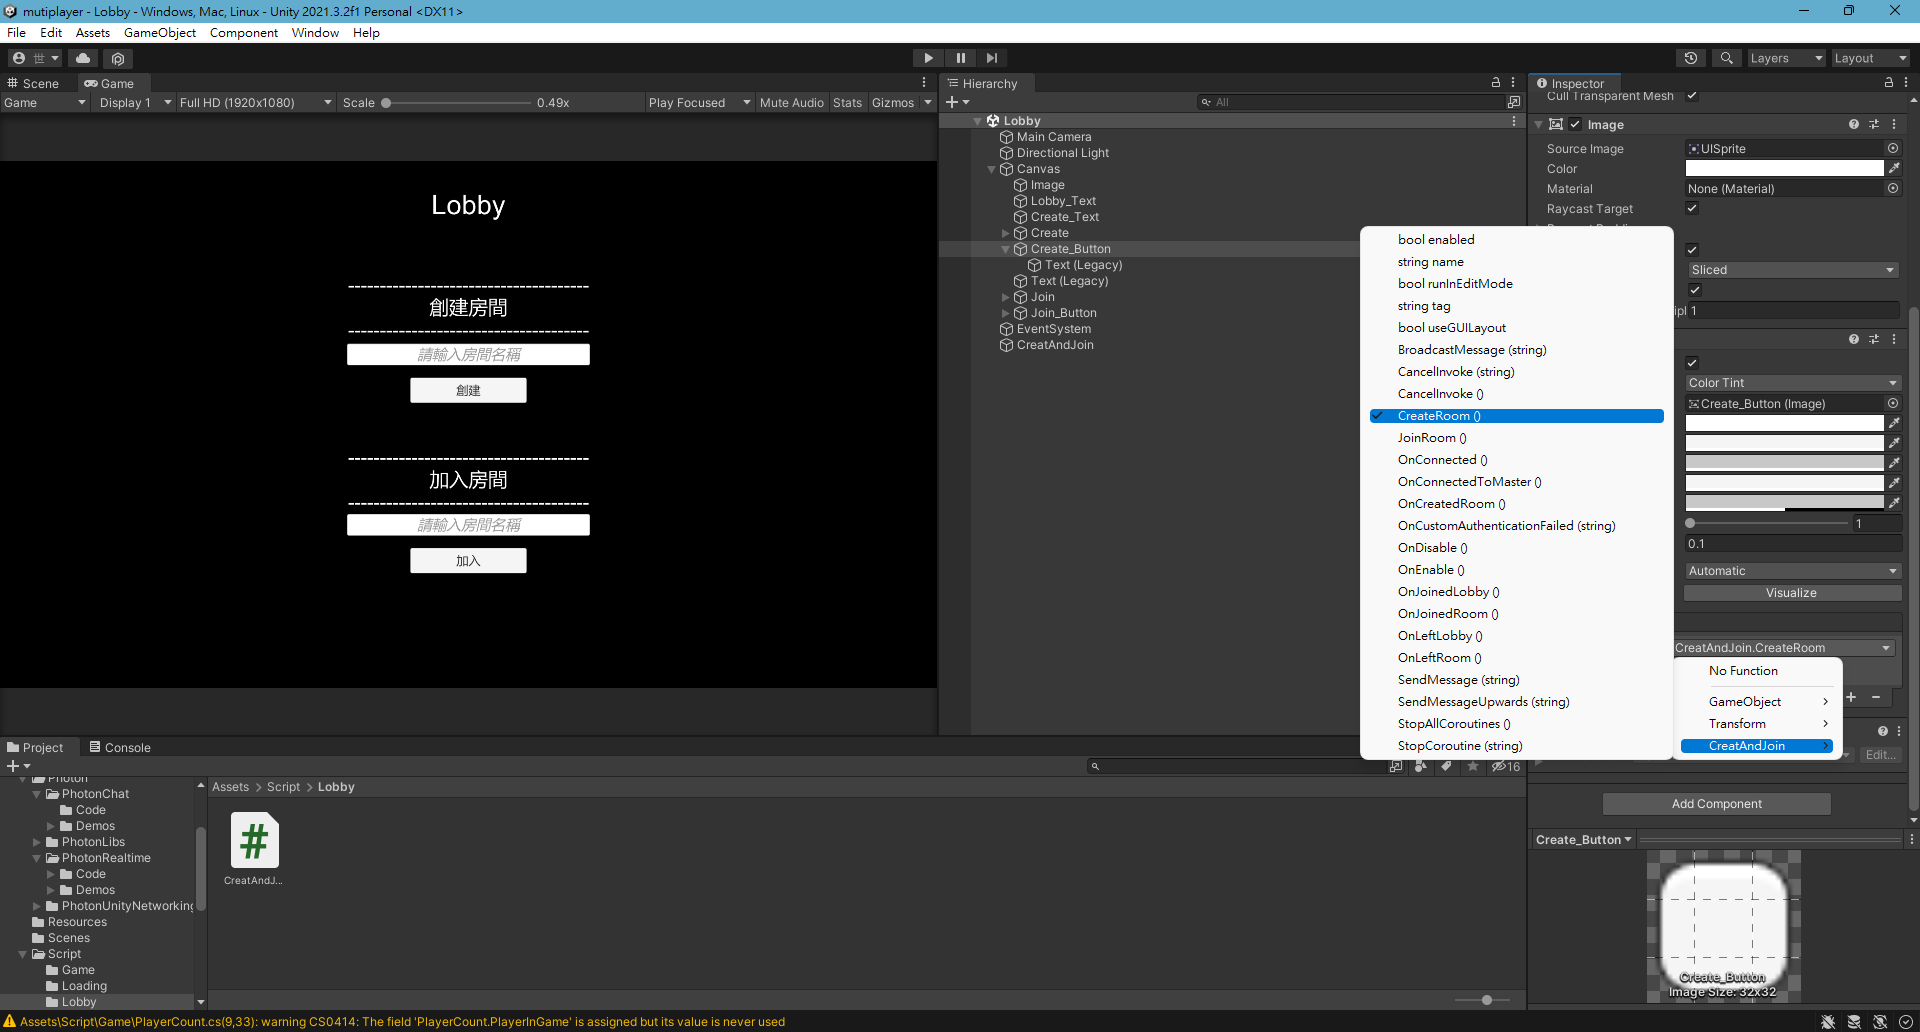 mutiplayer - Lobby - Windows, Mac, Linux - Unity 2021.3.2f1 Personal <DX11>
File Edit Assets GameObject Component Window Help
Layers Layout
Scene Game
Game Display 1 Full HD (1920x1080) Scale 0.49x Play Focused Mute Audio Stats Gizmos
Lobby
------------------------------------
創建房間
------------------------------------
請輸入房間名稱
創建
------------------------------------
加入房間
------------------------------------
請輸入房間名稱
加入
Hierarchy
All
Lobby
Main Camera
Directional Light
Canvas
Image
Lobby_Text
Create_Text
Create
Create_Button
Text (Legacy)
Text (Legacy)
Join
Join_Button
EventSystem
CreatAndJoin
Inspector
Cull Transparent Mesh
Image
Source Image UISprite
Color
Material None (Material)
Raycast Target
Sliced
1
Color Tint
Create_Button (Image)
1
0.1
Automatic
Visualize
CreatAndJoin.CreateRoom
bool enabled
string name
bool runInEditMode
string tag
bool useGUILayout
BroadcastMessage (string)
CancelInvoke (string)
CancelInvoke ()
CreateRoom ()
JoinRoom ()
OnConnected ()
OnConnectedToMaster ()
OnCreatedRoom ()
OnCustomAuthenticationFailed (string)
OnDisable ()
OnEnable ()
OnJoinedLobby ()
OnJoinedRoom ()
OnLeftLobby ()
OnLeftRoom ()
SendMessage (string)
SendMessageUpwards (string)
StopAllCoroutines ()
StopCoroutine (string)
No Function
GameObject
Transform
CreatAndJoin
Edit...
Add Component
Create_Button
Create_Button
Image Size: 32x32
Project Console
16
Photon
PhotonChat
Code
Demos
PhotonLibs
PhotonRealtime
Code
Demos
PhotonUnityNetworking
Resources
Scenes
Script
Game
Loading
Lobby
Assets > Script > Lobby
CreatAndJ...
Assets\Script\Game\PlayerCount.cs(9,33): warning CS0414: The field 'PlayerCount.PlayerInGame' is assigned but its value is never used